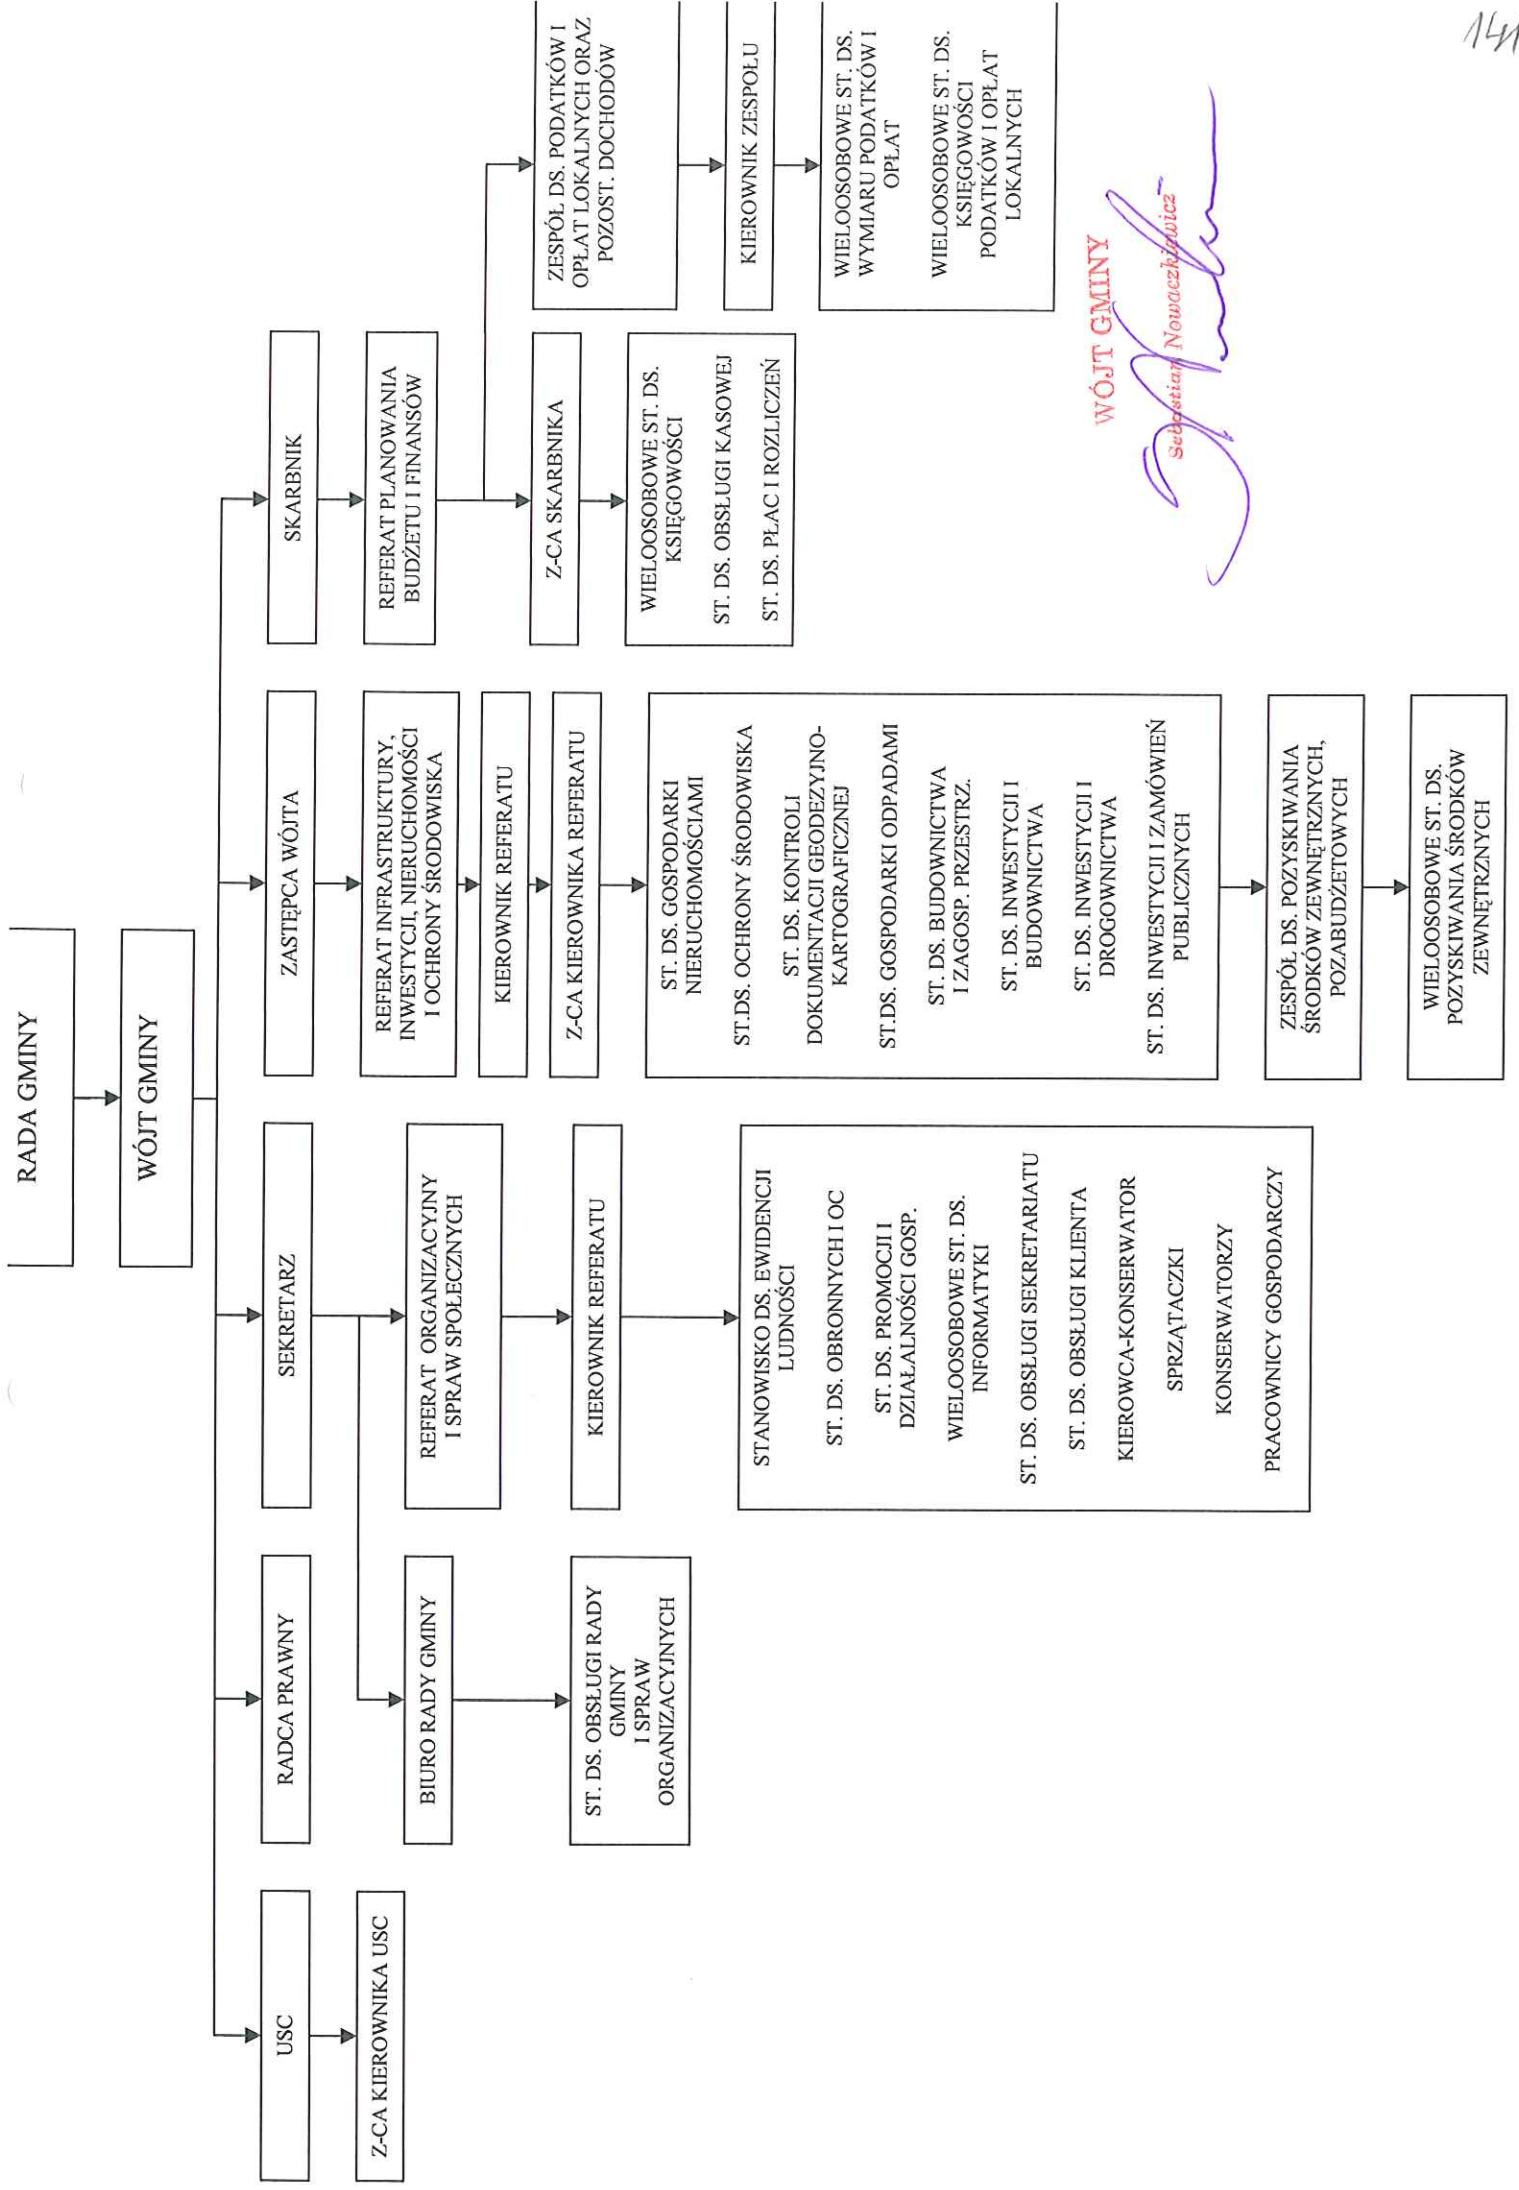 RADA GMINY
WÓJT GMINY
USC
Z-CA KIEROWNIKA USC
RADCA PRAWNY
SEKRETARZ
BIURO RADY GMINY
ST. DS. OBSŁUGI RADY
GMINY
I SPRAW
ORGANIZACYJNYCH
REFERAT ORGANIZACYJNY
I SPRAW SPOŁECZNYCH
KIEROWNIK REFERATU
STANOWISKO DS. EWIDENCJI
LUDNOŚCI
ST. DS. OBRONNYCH I OC
ST. DS. PROMOCJI I
DZIAŁALNOŚCI GOSP.
WIELOOSOBOWE ST. DS.
INFORMATYKI
ST. DS. OBSŁUGI SEKRETARIATU
ST. DS. OBSŁUGI KLIENTA
KIEROWCA-KONSERWATOR
SPRZĄTACZKI
KONSERWATORZY
PRACOWNICY GOSPODARCZY
ZASTĘPCA WÓJTA
REFERAT INFRASTRUKTURY,
INWESTYCJI, NIERUCHOMOŚCI
I OCHRONY ŚRODOWISKA
KIEROWNIK REFERATU
Z-CA KIEROWNIKA REFERATU
ST. DS. GOSPODARKI
NIERUCHOMOŚCIAMI
ST.DS. OCHRONY ŚRODOWISKA
ST. DS. KONTROLI
DOKUMENTACJI GEODEZYJNO-
KARTOGRAFICZNEJ
ST.DS. GOSPODARKI ODPADAMI
ST. DS. BUDOWNICTWA
I ZAGOSP. PRZESTRZ.
ST. DS. INWESTYCJI I
BUDOWNICTWA
ST. DS. INWESTYCJI I
DROGOWNICTWA
ST. DS. INWESTYCJI I ZAMÓWIEŃ
PUBLICZNYCH
ZESPÓŁ DS. POZYSKIWANIA
ŚRODKÓW ZEWNĘTRZNYCH,
POZABUDŻETOWYCH
WIELOOSOBOWE ST. DS.
POZYSKIWANIA ŚRODKÓW
ZEWNĘTRZNYCH
SKARBNIK
REFERAT PLANOWANIA
BUDŻETU I FINANSÓW
Z-CA SKARBNIKA
WIELOOSOBOWE ST. DS.
KSIĘGOWOŚCI
ST. DS. OBSŁUGI KASOWEJ
ST. DS. PŁAC I ROZLICZEŃ
ZESPÓŁ DS. PODATKÓW I
OPŁAT LOKALNYCH ORAZ
POZOST. DOCHODÓW
KIEROWNIK ZESPOŁU
WIELOOSOBOWE ST. DS.
WYMIARU PODATKÓW I
OPŁAT
WIELOOSOBOWE ST. DS.
KSIĘGOWOŚCI
PODATKÓW I OPŁAT
LOKALNYCH
WÓJT GMINY
Sebastian Nowaczkiewicz